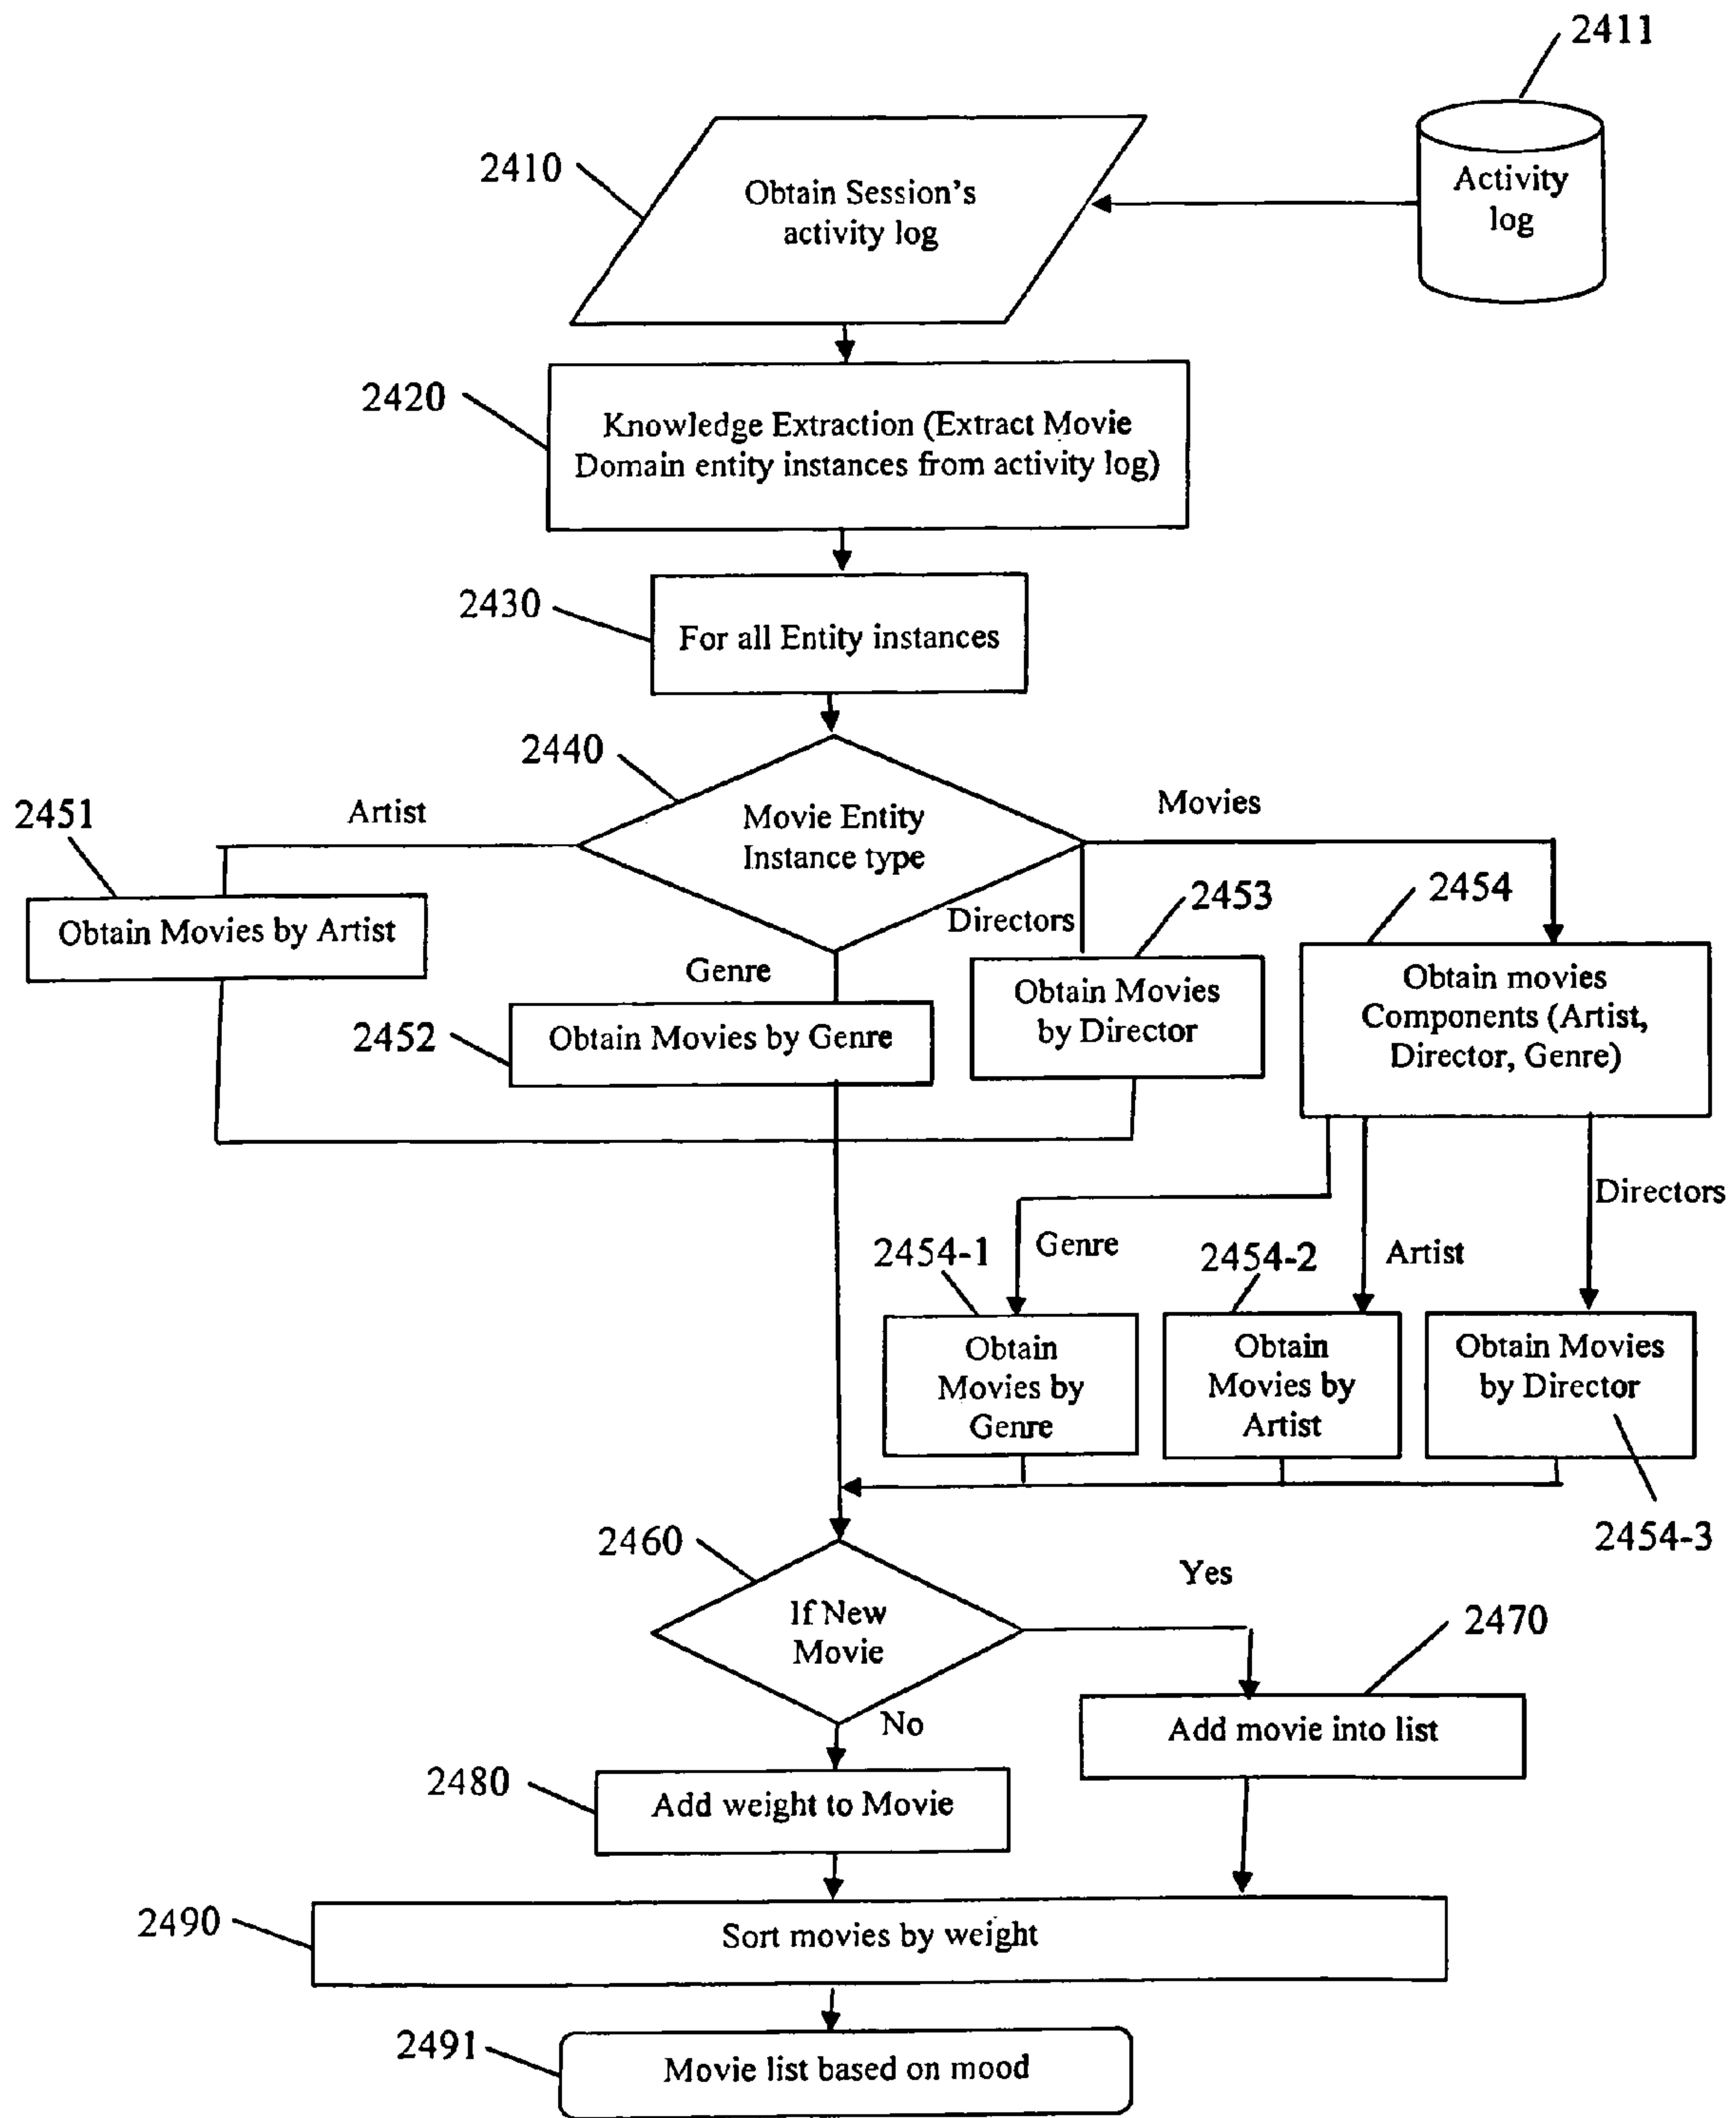 2411
2410
Obtain Session's
activity log
Activity
log
2420
Knowledge Extraction (Extract Movie
Domain entity instances from activity log)
2430
For all Entity instances
2440
Movie Entity
Instance type
Artist
Movies
2451
Obtain Movies by Artist
Directors
2453
2454
Genre
2452
Obtain Movies by Genre
Obtain Movies
by Director
Obtain movies
Components (Artist,
Director, Genre)
Directors
2454-1
Genre
2454-2
Artist
Obtain
Movies by
Genre
Obtain
Movies by
Artist
Obtain Movies
by Director
2454-3
2460
If New
Movie
Yes
2470
No
Add movie into list
2480
Add weight to Movie
2490
Sort movies by weight
2491
Movie list based on mood